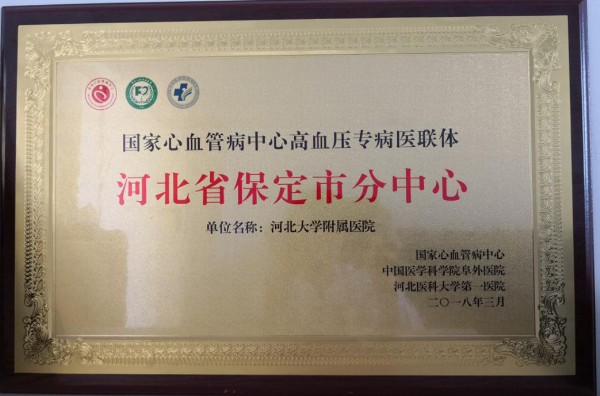 国家心血管病中心高血压专病医联体
河北省保定市分中心
单位名称：河北大学附属医院
国家心血管病中心
中国医学科学院阜外医院
河北医科大学第一医院
二〇一八年三月